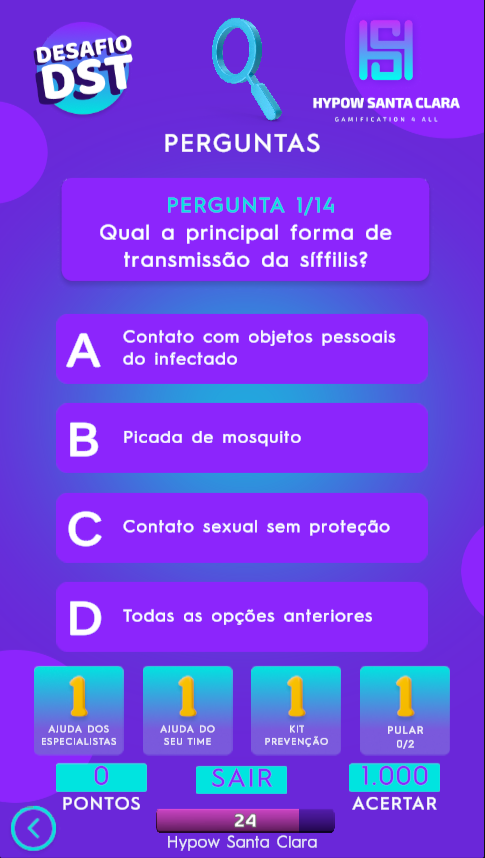 DESAFIO
DST
HYPOW SANTA CLARA
GAMIFICATION 4 ALL
PERGUNTAS
PERGUNTA 1/14
Qual a principal forma de
transmissão da síffilis?
A
Contato com objetos pessoais
do infectado
B
Picada de mosquito
C
Contato sexual sem proteção
D
Todas as opções anteriores
1
AJUDA DOS
ESPECIALISTAS
1
AJUDA DO
SEU TIME
1
KIT
PREVENÇÃO
1
PULAR
0/2
0
PONTOS
SAIR
1.000
ACERTAR
24
Hypow Santa Clara